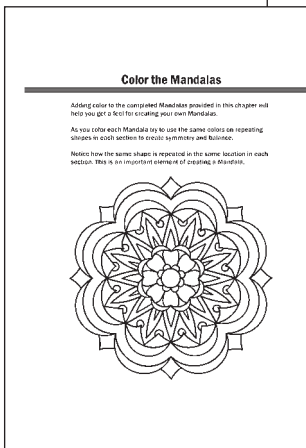 Color the Mandalas
Adding color to the completed Mandalas provided in this chapter will
help you get a feel for creating your own Mandalas.
As you color each Mandala try to use the same colors on repeating
shapes in each section to create symmetry and balance.
Notice how the same shape is repeated in the same location in each
section. This is an important element of creating a Mandala.